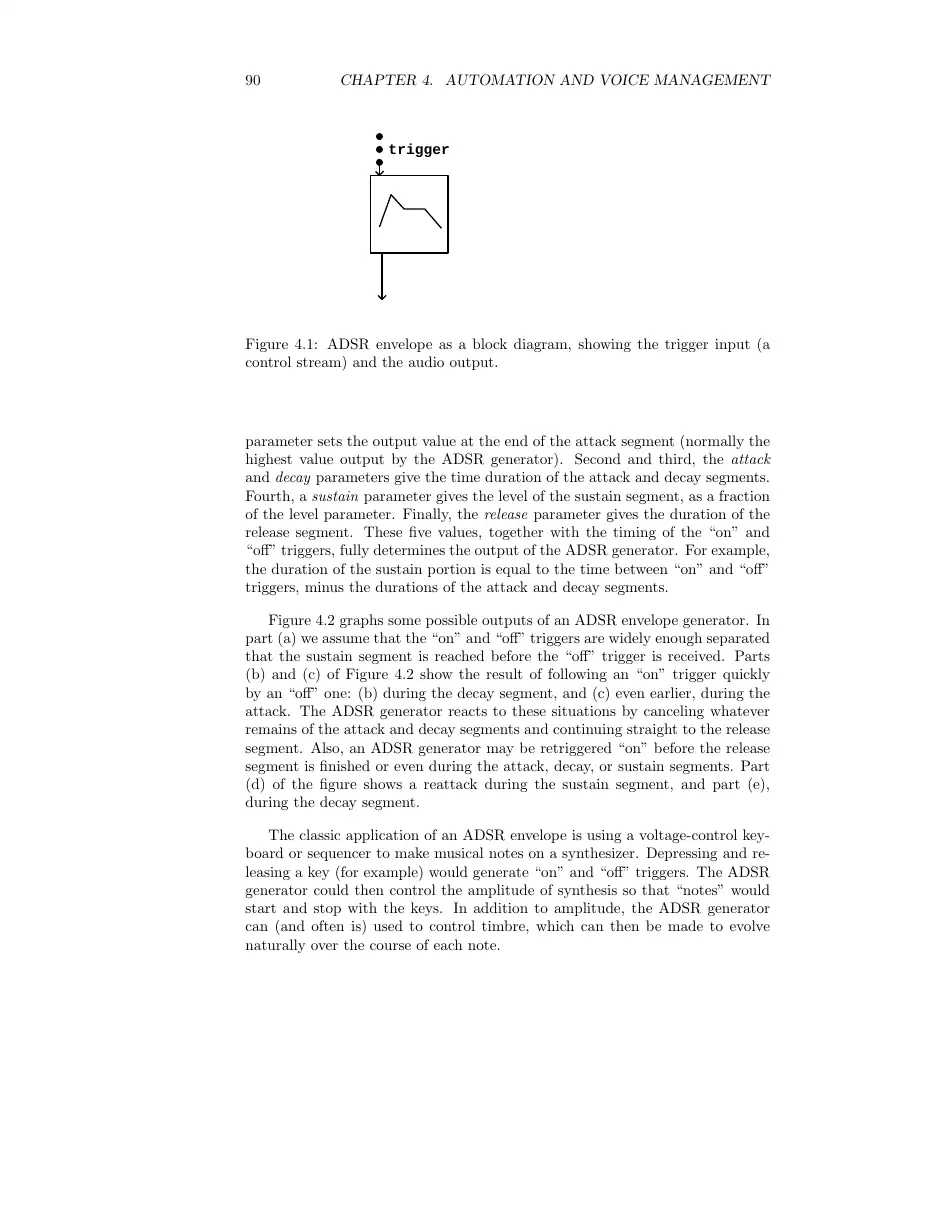 90 CHAPTER 4. AUTOMATION AND VOICE MANAGEMENT
trigger
Figure 4.1: ADSR envelope as a block diagram, showing the trigger input (a
control stream) and the audio output.
parameter sets the output value at the end of the attack segment (normally the
highest value output by the ADSR generator). Second and third, the attack
and decay parameters give the time duration of the attack and decay segments.
Fourth, a sustain parameter gives the level of the sustain segment, as a fraction
of the level parameter. Finally, the release parameter gives the duration of the
release segment. These five values, together with the timing of the “on” and
“off” triggers, fully determines the output of the ADSR generator. For example,
the duration of the sustain portion is equal to the time between “on” and “off”
triggers, minus the durations of the attack and decay segments.
Figure 4.2 graphs some possible outputs of an ADSR envelope generator. In
part (a) we assume that the “on” and “off” triggers are widely enough separated
that the sustain segment is reached before the “off” trigger is received. Parts
(b) and (c) of Figure 4.2 show the result of following an “on” trigger quickly
by an “off” one: (b) during the decay segment, and (c) even earlier, during the
attack. The ADSR generator reacts to these situations by canceling whatever
remains of the attack and decay segments and continuing straight to the release
segment. Also, an ADSR generator may be retriggered “on” before the release
segment is finished or even during the attack, decay, or sustain segments. Part
(d) of the figure shows a reattack during the sustain segment, and part (e),
during the decay segment.
The classic application of an ADSR envelope is using a voltage-control key-
board or sequencer to make musical notes on a synthesizer. Depressing and re-
leasing a key (for example) would generate “on” and “off” triggers. The ADSR
generator could then control the amplitude of synthesis so that “notes” would
start and stop with the keys. In addition to amplitude, the ADSR generator
can (and often is) used to control timbre, which can then be made to evolve
naturally over the course of each note.